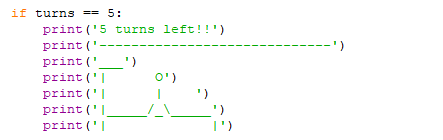 if turns == 5:
    print('5 turns left!!')
    print('-----------------------------')
    print('___')
    print('|      O')
    print('|      |    ')
    print('|_____/_\_____')
    print('|             |')